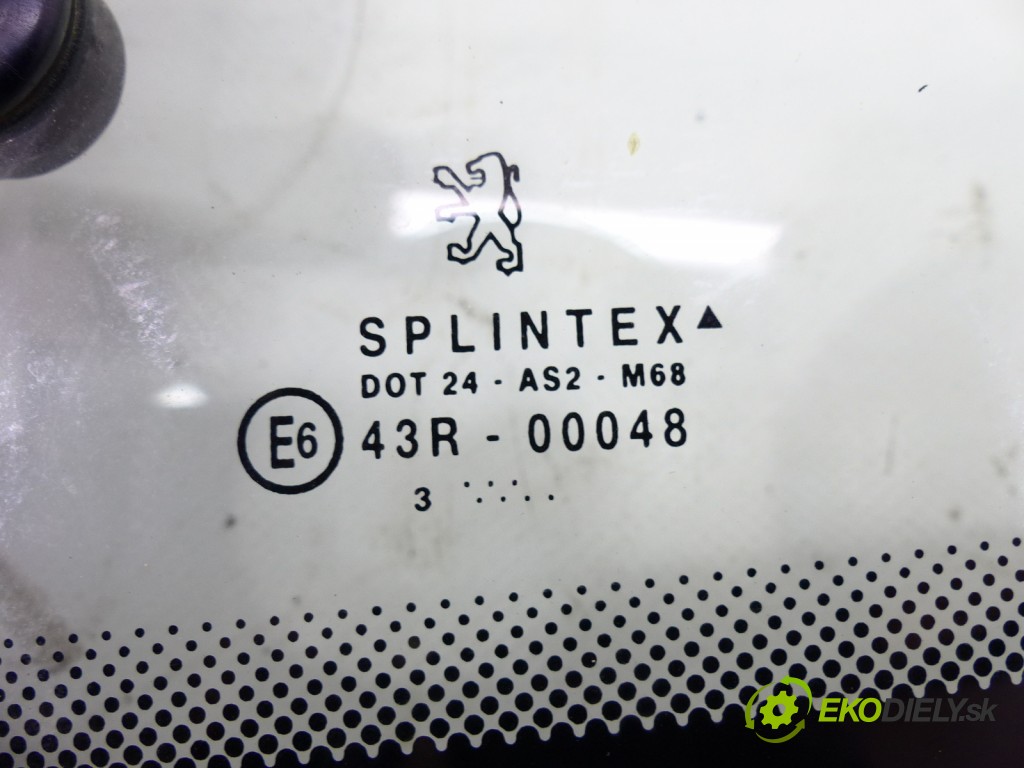 SPLINTEX▲
DOT 24 - AS2 - M68
E6 43R - 00048
3 ..........
EKODIELY.sk